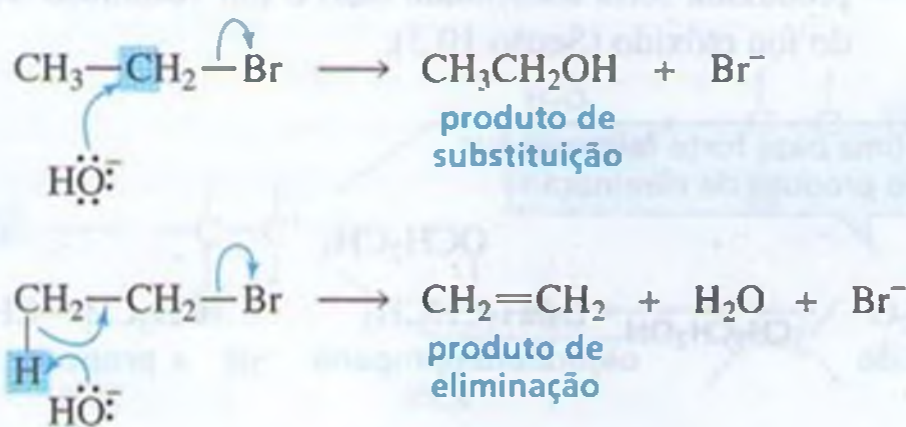 CH₃—CH₂—Br ⟶ CH₃CH₂OH + Br⁻
produto de
substituição
HÖ:⁻
CH₂—CH₂—Br ⟶ CH₂=CH₂ + H₂O + Br⁻
H
produto de
eliminação
HÖ:⁻